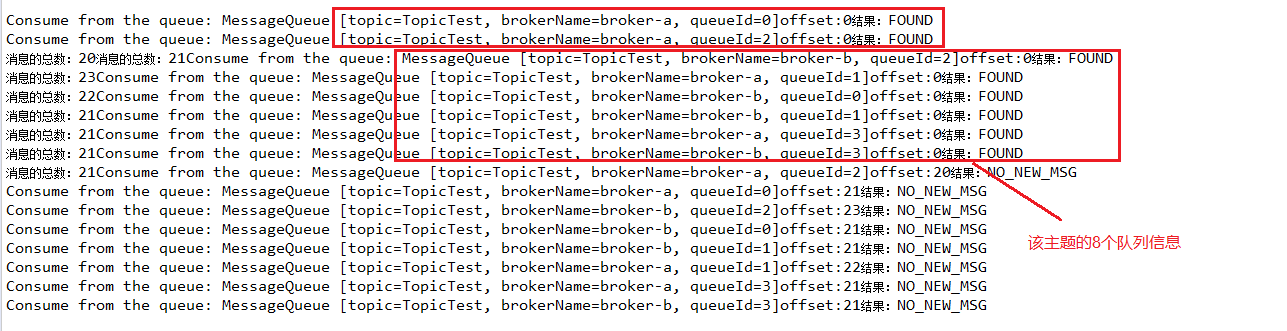 Consume from the queue: MessageQueue [topic=TopicTest, brokerName=broker-a, queueId=0]offset:0结果：FOUND
Consume from the queue: MessageQueue [topic=TopicTest, brokerName=broker-a, queueId=2]offset:0结果：FOUND
消息的总数：20消息的总数：21Consume from the queue: MessageQueue [topic=TopicTest, brokerName=broker-b, queueId=2]offset:0结果：FOUND
消息的总数：23Consume from the queue: MessageQueue [topic=TopicTest, brokerName=broker-a, queueId=1]offset:0结果：FOUND
消息的总数：22Consume from the queue: MessageQueue [topic=TopicTest, brokerName=broker-b, queueId=0]offset:0结果：FOUND
消息的总数：21Consume from the queue: MessageQueue [topic=TopicTest, brokerName=broker-b, queueId=1]offset:0结果：FOUND
消息的总数：21Consume from the queue: MessageQueue [topic=TopicTest, brokerName=broker-a, queueId=3]offset:0结果：FOUND
消息的总数：21Consume from the queue: MessageQueue [topic=TopicTest, brokerName=broker-b, queueId=3]offset:0结果：FOUND
消息的总数：21Consume from the queue: MessageQueue [topic=TopicTest, brokerName=broker-a, queueId=2]offset:20结果：NO_NEW_MSG
Consume from the queue: MessageQueue [topic=TopicTest, brokerName=broker-a, queueId=0]offset:21结果：NO_NEW_MSG
Consume from the queue: MessageQueue [topic=TopicTest, brokerName=broker-b, queueId=2]offset:23结果：NO_NEW_MSG
Consume from the queue: MessageQueue [topic=TopicTest, brokerName=broker-b, queueId=0]offset:21结果：NO_NEW_MSG
Consume from the queue: MessageQueue [topic=TopicTest, brokerName=broker-b, queueId=1]offset:21结果：NO_NEW_MSG
Consume from the queue: MessageQueue [topic=TopicTest, brokerName=broker-a, queueId=1]offset:22结果：NO_NEW_MSG
Consume from the queue: MessageQueue [topic=TopicTest, brokerName=broker-a, queueId=3]offset:21结果：NO_NEW_MSG
Consume from the queue: MessageQueue [topic=TopicTest, brokerName=broker-b, queueId=3]offset:21结果：NO_NEW_MSG
该主题的8个队列信息